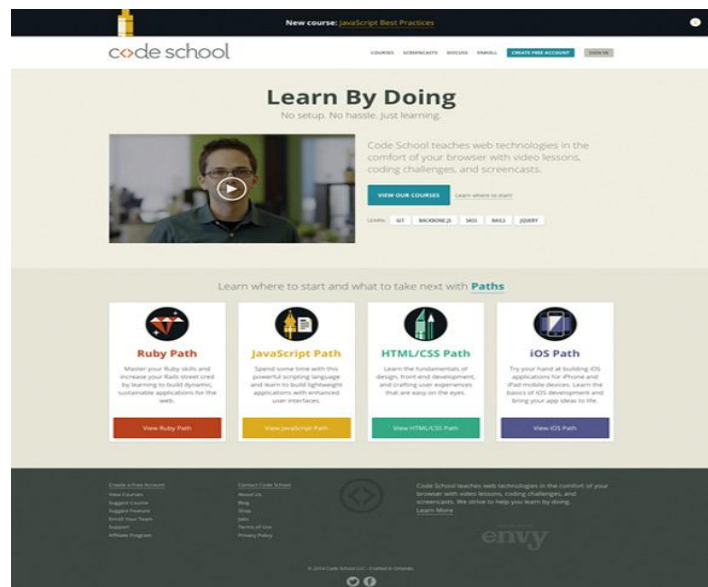 New course: JavaScript Best Practices
code school
COURSES SCREENCASTS DISCUSS ENROLL CREATE FREE ACCOUNT SIGN IN
Learn By Doing
No setup. No hassle. Just learning.
Code School teaches web technologies in the
comfort of your browser with video lessons,
coding challenges, and screencasts.
VIEW OUR COURSES Learn where to start!
LEARN: GIT BACKBONE.JS SASS RAILS JQUERY
Learn where to start and what to take next with Paths
Ruby Path
Master your Ruby skills and
increase your Rails street cred
by learning to build dynamic,
sustainable applications for the
web.
View Ruby Path
JavaScript Path
Spend some time with this
powerful scripting language
and learn to build lightweight
applications with enhanced
user interfaces.
View JavaScript Path
HTML/CSS Path
Learn the fundamentals of
design, front-end development,
and crafting user experiences
that are easy on the eyes.
View HTML/CSS Path
iOS Path
Try your hand at building iOS
applications for iPhone and
iPad mobile devices. Learn the
basics of iOS development and
bring your app ideas to life.
View iOS Path
Create a Free Account
View Courses
Suggest Course
Suggest Feature
Enroll Your Team
Support
Affiliate Program
Contact Code School
About Us
Blog
Shop
Jobs
Terms of Use
Privacy Policy
Code School teaches web technologies in the comfort of your
browser with video lessons, coding challenges, and
screencasts. We strive to help you learn by doing.
Learn More
envy
© 2014 Code School LLC - Crafted in Orlando.